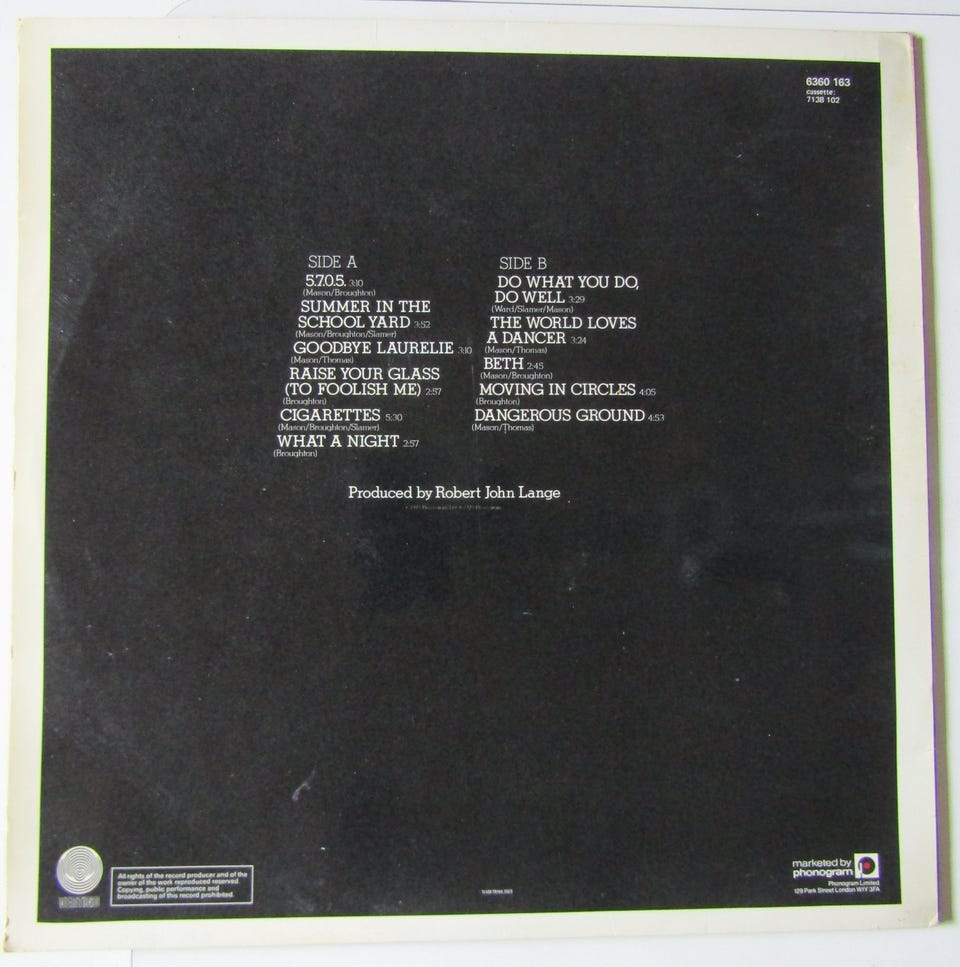 6360 163
cassette:
7138 102
SIDE A
5.7.0.5. 3:10
(Mason/Broughton)
SUMMER IN THE
SCHOOL YARD 3:52
(Mason/Broughton/Slamer)
GOODBYE LAURELIE 3:10
(Mason/Thomas)
RAISE YOUR GLASS
(TO FOOLISH ME) 2:57
(Broughton)
CIGARETTES 5:30
(Mason/Broughton/Slamer)
WHAT A NIGHT 2:57
(Broughton)
SIDE B
DO WHAT YOU DO,
DO WELL 3:29
(Ward/Slamer/Mason)
THE WORLD LOVES
A DANCER 3:24
(Mason/Thomas)
BETH 2:45
(Mason/Broughton)
MOVING IN CIRCLES 4:05
(Broughton)
DANGEROUS GROUND 4:53
(Mason/Thomas)
Produced by Robert John Lange
All rights of the record producer and of the
owner of the work reproduced reserved.
Copying, public performance and
broadcasting of this record prohibited.
marketed by
phonogram
Phonogram Limited
129 Park Street London W1Y 3FA